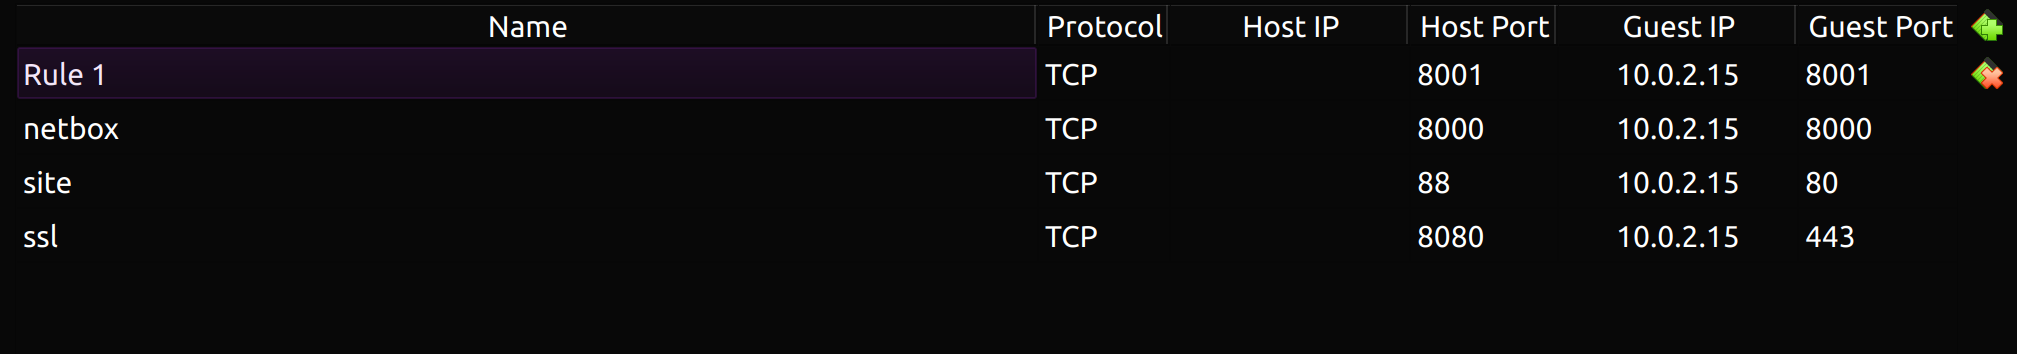 Name Protocol Host IP Host Port Guest IP Guest Port
Rule 1 TCP 8001 10.0.2.15 8001
netbox TCP 8000 10.0.2.15 8000
site TCP 88 10.0.2.15 80
ssl TCP 8080 10.0.2.15 443